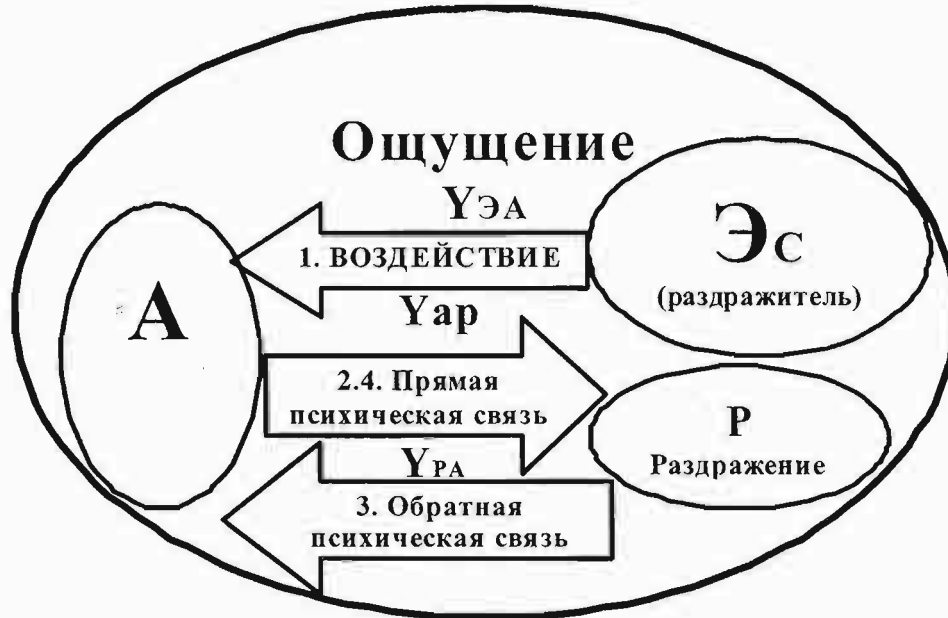 Ощущение
YЭА
1. ВОЗДЕЙСТВИЕ
Эс
(раздражитель)
А
Yар
2.4. Прямая
психическая связь
Р
Раздражение
YРА
3. Обратная
психическая связь